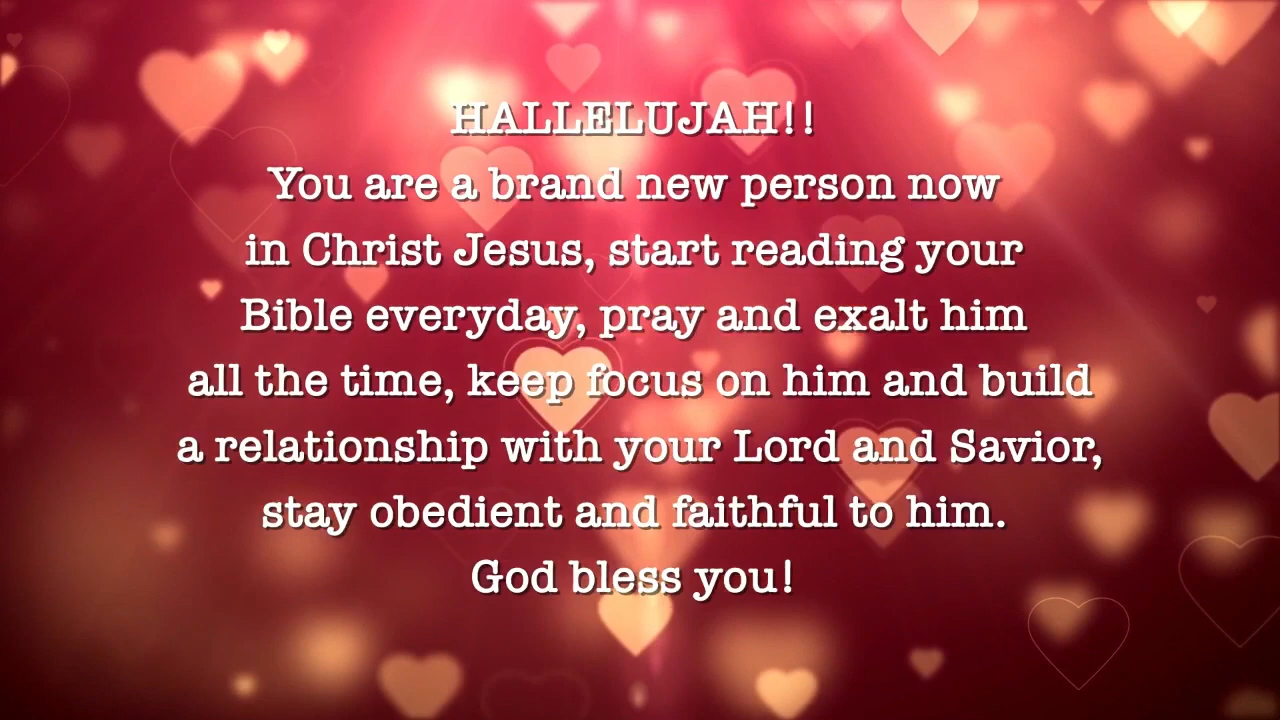 HALLELUJAH!!
You are a brand new person now
in Christ Jesus, start reading your
Bible everyday, pray and exalt him
all the time, keep focus on him and build
a relationship with your Lord and Savior,
stay obedient and faithful to him.
God bless you!